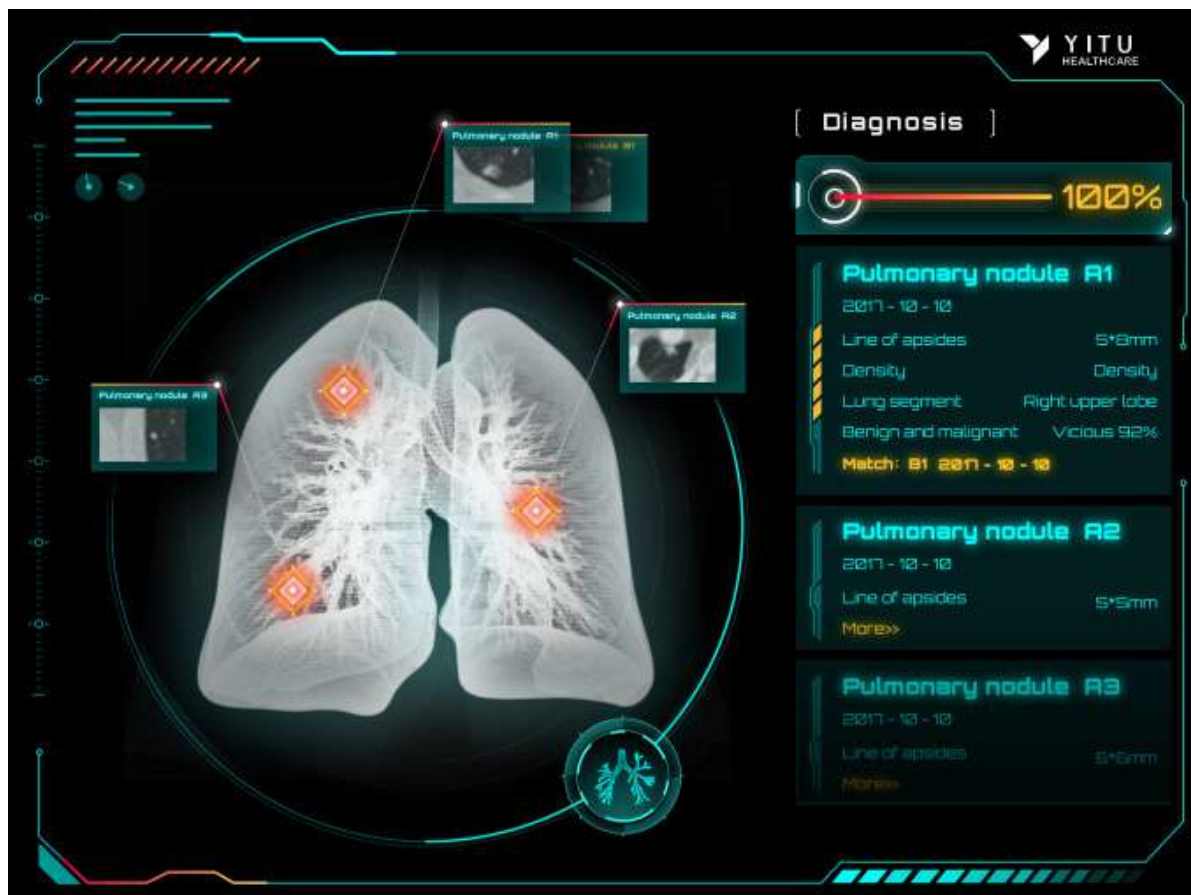 YITU
HEALTHCARE
[ Diagnosis ]
100%
Pulmonary nodule A1
Pulmonary nodule A2
Pulmonary nodule A3
Pulmonary nodule A1
2017 - 10 - 10
Line of apsides 5*8mm
Density Density
Lung segment Right upper lobe
Benign and malignant Vicious 92%
Match: B1 2017 - 10 - 10
Pulmonary nodule A2
2017 - 10 - 10
Line of apsides 5*5mm
More>>
Pulmonary nodule A3
2017 - 10 - 10
Line of apsides 6*6mm
More>>